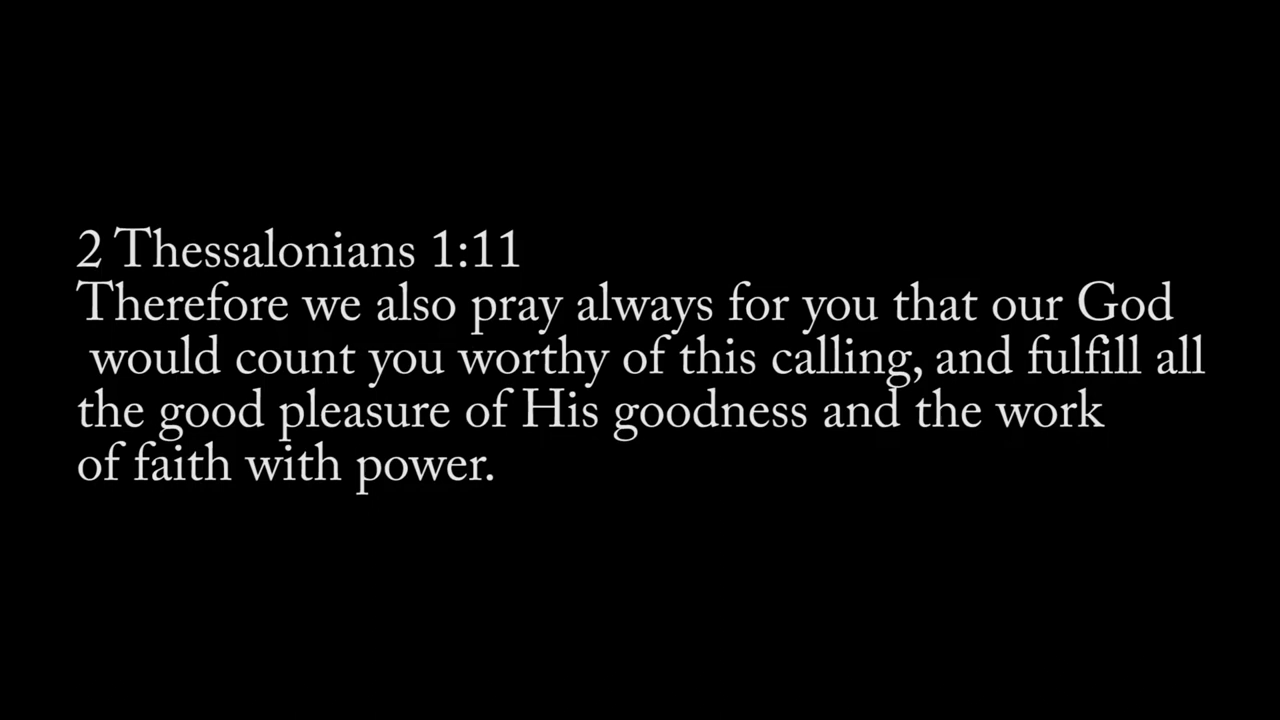 2 Thessalonians 1:11
Therefore we also pray always for you that our God
would count you worthy of this calling, and fulfill all
the good pleasure of His goodness and the work
of faith with power.